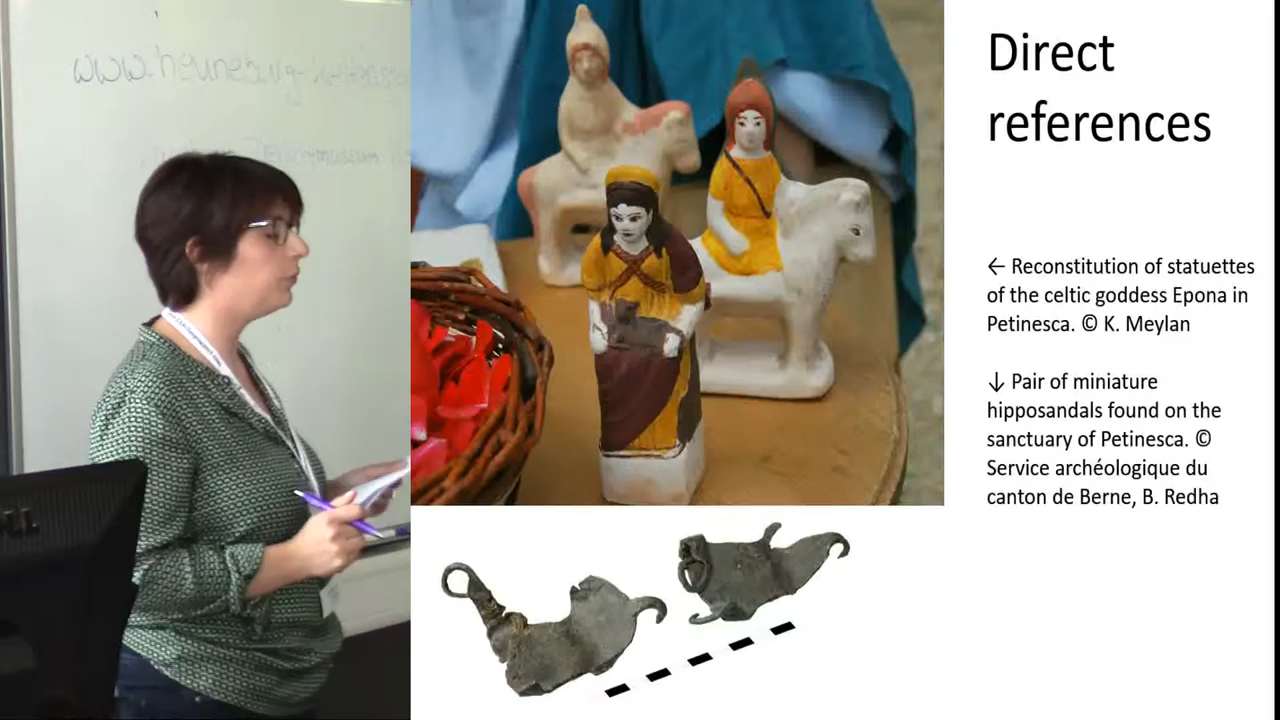 Direct
references
← Reconstitution of statuettes
of the celtic goddess Epona in
Petinesca. © K. Meylan
↓ Pair of miniature
hipposandals found on the
sanctuary of Petinesca. ©
Service archéologique du
canton de Berne, B. Redha